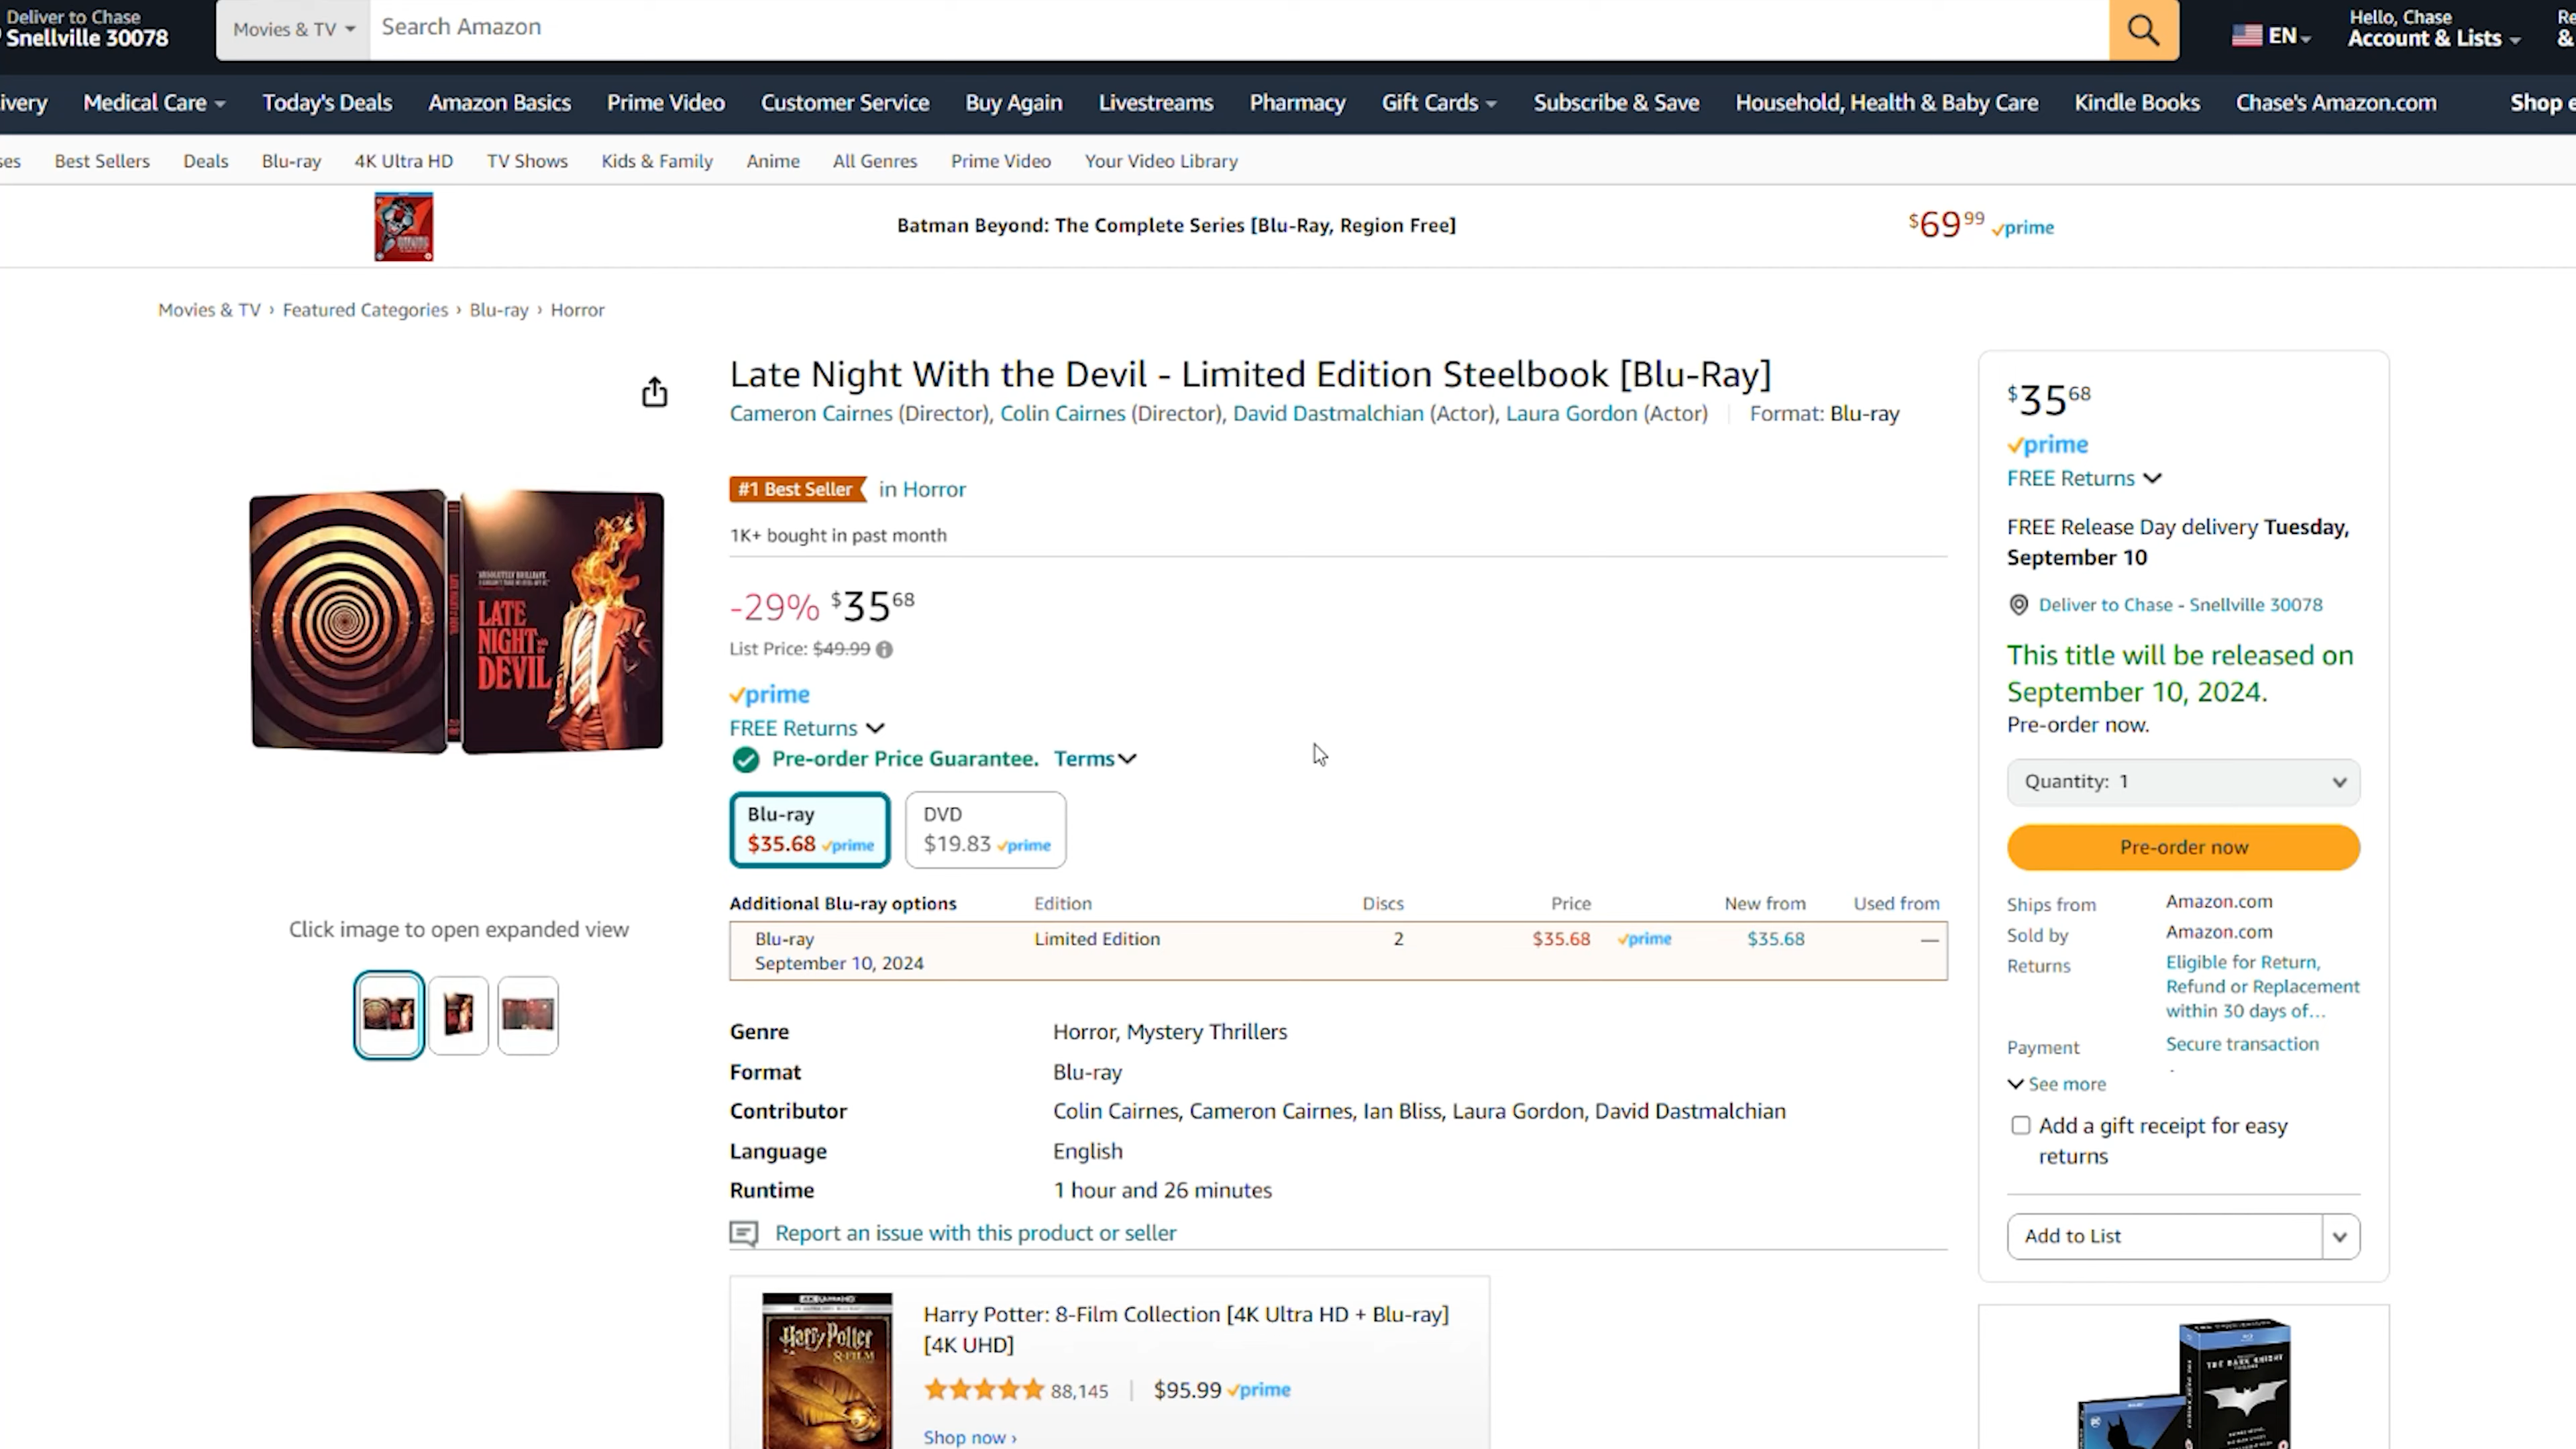 Deliver to Chase
Snellville 30078
Movies & TV
Search Amazon
EN
Hello, Chase
Account & Lists
Medical Care
Today's Deals
Amazon Basics
Prime Video
Customer Service
Buy Again
Livestreams
Pharmacy
Gift Cards
Subscribe & Save
Household, Health & Baby Care
Kindle Books
Chase's Amazon.com
Shop
Best Sellers
Deals
Blu-ray
4K Ultra HD
TV Shows
Kids & Family
Anime
All Genres
Prime Video
Your Video Library
Batman Beyond: The Complete Series [Blu-Ray, Region Free]
$69.99 prime
Movies & TV › Featured Categories › Blu-ray › Horror
Late Night With the Devil - Limited Edition Steelbook [Blu-Ray]
Cameron Cairnes (Director), Colin Cairnes (Director), David Dastmalchian (Actor), Laura Gordon (Actor) | Format: Blu-ray
#1 Best Seller in Horror
1K+ bought in past month
-29% $35.68
List Price: $49.99
prime
FREE Returns
Pre-order Price Guarantee. Terms
Blu-ray
$35.68 prime
DVD
$19.83 prime
LATE
NIGHT with the
DEVIL
Click image to open expanded view
Additional Blu-ray options Edition Discs Price New from Used from
Blu-ray Limited Edition 2 $35.68 prime $35.68 —
September 10, 2024
Genre Horror, Mystery Thrillers
Format Blu-ray
Contributor Colin Cairnes, Cameron Cairnes, Ian Bliss, Laura Gordon, David Dastmalchian
Language English
Runtime 1 hour and 26 minutes
Report an issue with this product or seller
Harry Potter
8-FILM
Harry Potter: 8-Film Collection [4K Ultra HD + Blu-ray]
[4K UHD]
88,145 | $95.99 prime
Shop now ›
$35.68
prime
FREE Returns
FREE Release Day delivery Tuesday,
September 10
Deliver to Chase - Snellville 30078
This title will be released on
September 10, 2024.
Pre-order now.
Quantity: 1
Pre-order now
Ships from Amazon.com
Sold by Amazon.com
Returns Eligible for Return,
Refund or Replacement
within 30 days of...
Payment Secure transaction
See more
Add a gift receipt for easy
returns
Add to List
THE DARK KNIGHT